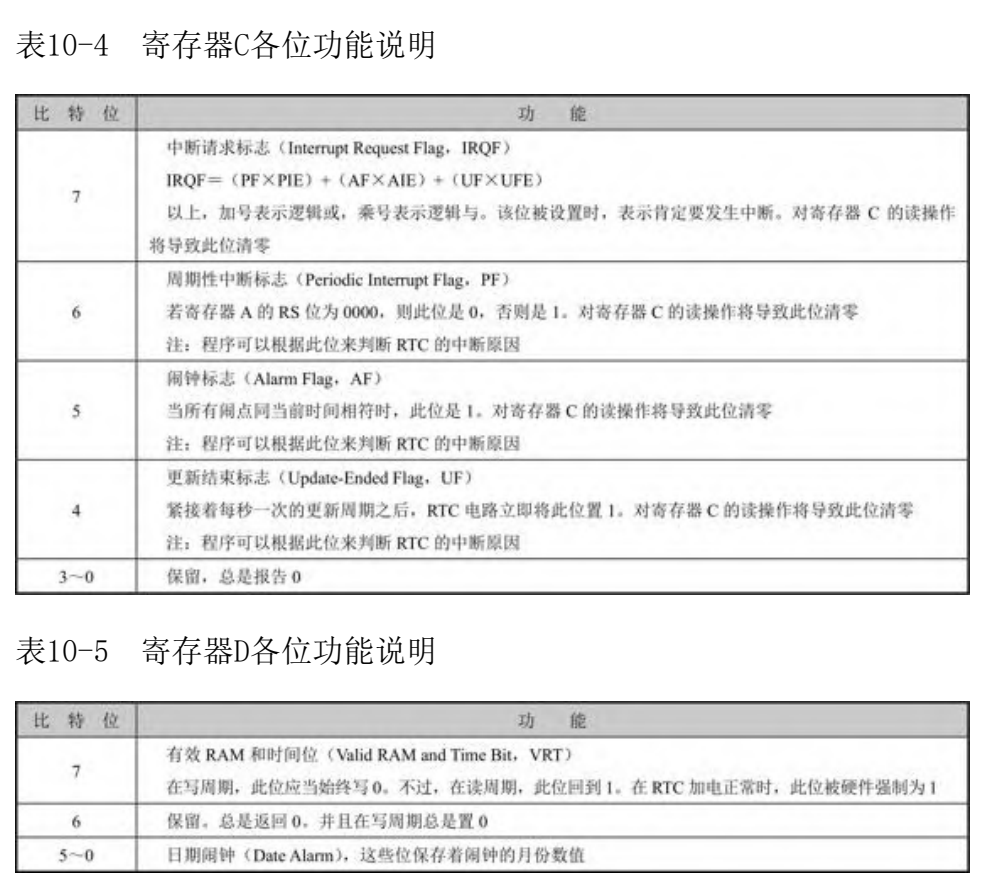 表10-4 寄存器C各位功能说明
比 特 位 功 能
7
中断请求标志（Interrupt Request Flag，IRQF）
IRQF＝（PF×PIE）+（AF×AIE）+（UF×UFE）
以上，加号表示逻辑或，乘号表示逻辑与。该位被设置时，表示肯定要发生中断。对寄存器 C 的读操作
将导致此位清零
6
周期性中断标志（Periodic Interrupt Flag，PF）
若寄存器 A 的 RS 位为 0000，则此位是 0，否则是 1。对寄存器 C 的读操作将导致此位清零
注：程序可以根据此位来判断 RTC 的中断原因
5
闹钟标志（Alarm Flag，AF）
当所有闹点同当前时间相符时，此位是 1。对寄存器 C 的读操作将导致此位清零
注：程序可以根据此位来判断 RTC 的中断原因
4
更新结束标志（Update-Ended Flag，UF）
紧接着每秒一次的更新周期之后，RTC 电路立即将此位置 1。对寄存器 C 的读操作将导致此位清零
注：程序可以根据此位来判断 RTC 的中断原因
3～0 保留，总是报告 0
表10-5 寄存器D各位功能说明
比 特 位 功 能
7
有效 RAM 和时间位（Valid RAM and Time Bit，VRT）
在写周期，此位应当始终写 0。不过，在读周期，此位回到 1。在 RTC 加电正常时，此位被硬件强制为 1
6 保留。总是返回 0。并且在写周期总是置 0
5～0 日期闹钟（Date Alarm），这些位保存着闹钟的月份数值